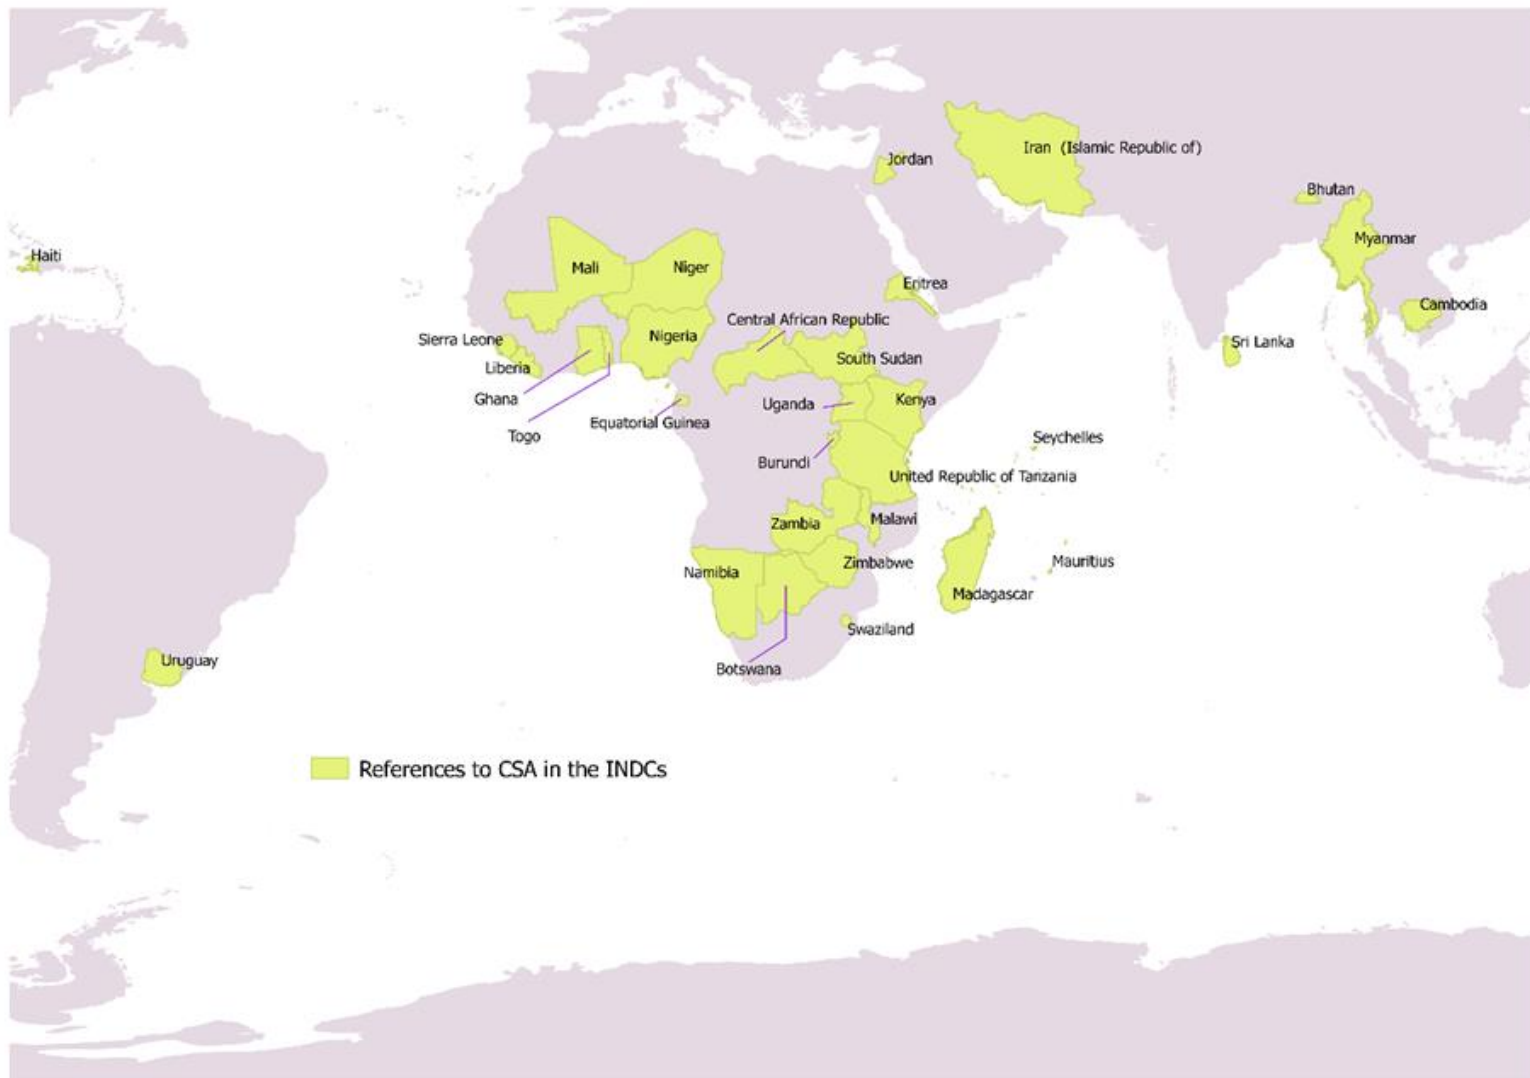 Jordan
Iran (Islamic Republic of)
Bhutan
Myanmar
Haiti
Mali
Niger
Eritrea
Cambodia
Central African Republic
Sierra Leone
Nigeria
Sri Lanka
South Sudan
Liberia
Ghana
Uganda
Kenya
Equatorial Guinea
Togo
Seychelles
Burundi
United Republic of Tanzania
Zambia
Malawi
Zimbabwe
Mauritius
Namibia
Madagascar
Swaziland
Uruguay
Botswana
References to CSA in the INDCs